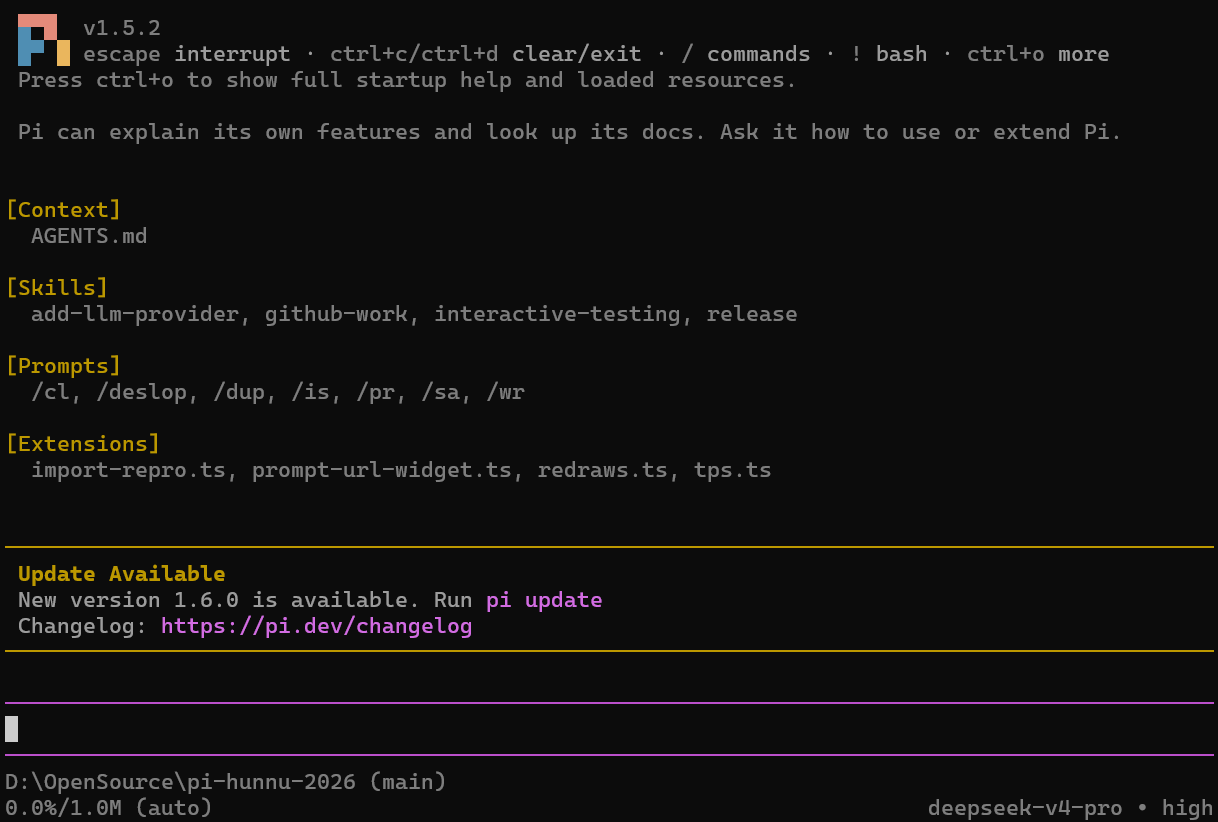 v1.5.2
escape interrupt · ctrl+c/ctrl+d clear/exit · / commands · ! bash · ctrl+o more
Press ctrl+o to show full startup help and loaded resources.
Pi can explain its own features and look up its docs. Ask it how to use or extend Pi.
[Context]
AGENTS.md
[Skills]
add-llm-provider, github-work, interactive-testing, release
[Prompts]
/cl, /deslop, /dup, /is, /pr, /sa, /wr
[Extensions]
import-repro.ts, prompt-url-widget.ts, redraws.ts, tps.ts
Update Available
New version 1.6.0 is available. Run pi update
Changelog: https://pi.dev/changelog
D:\OpenSource\pi-hunnu-2026 (main)
0.0%/1.0M (auto) deepseek-v4-pro • high